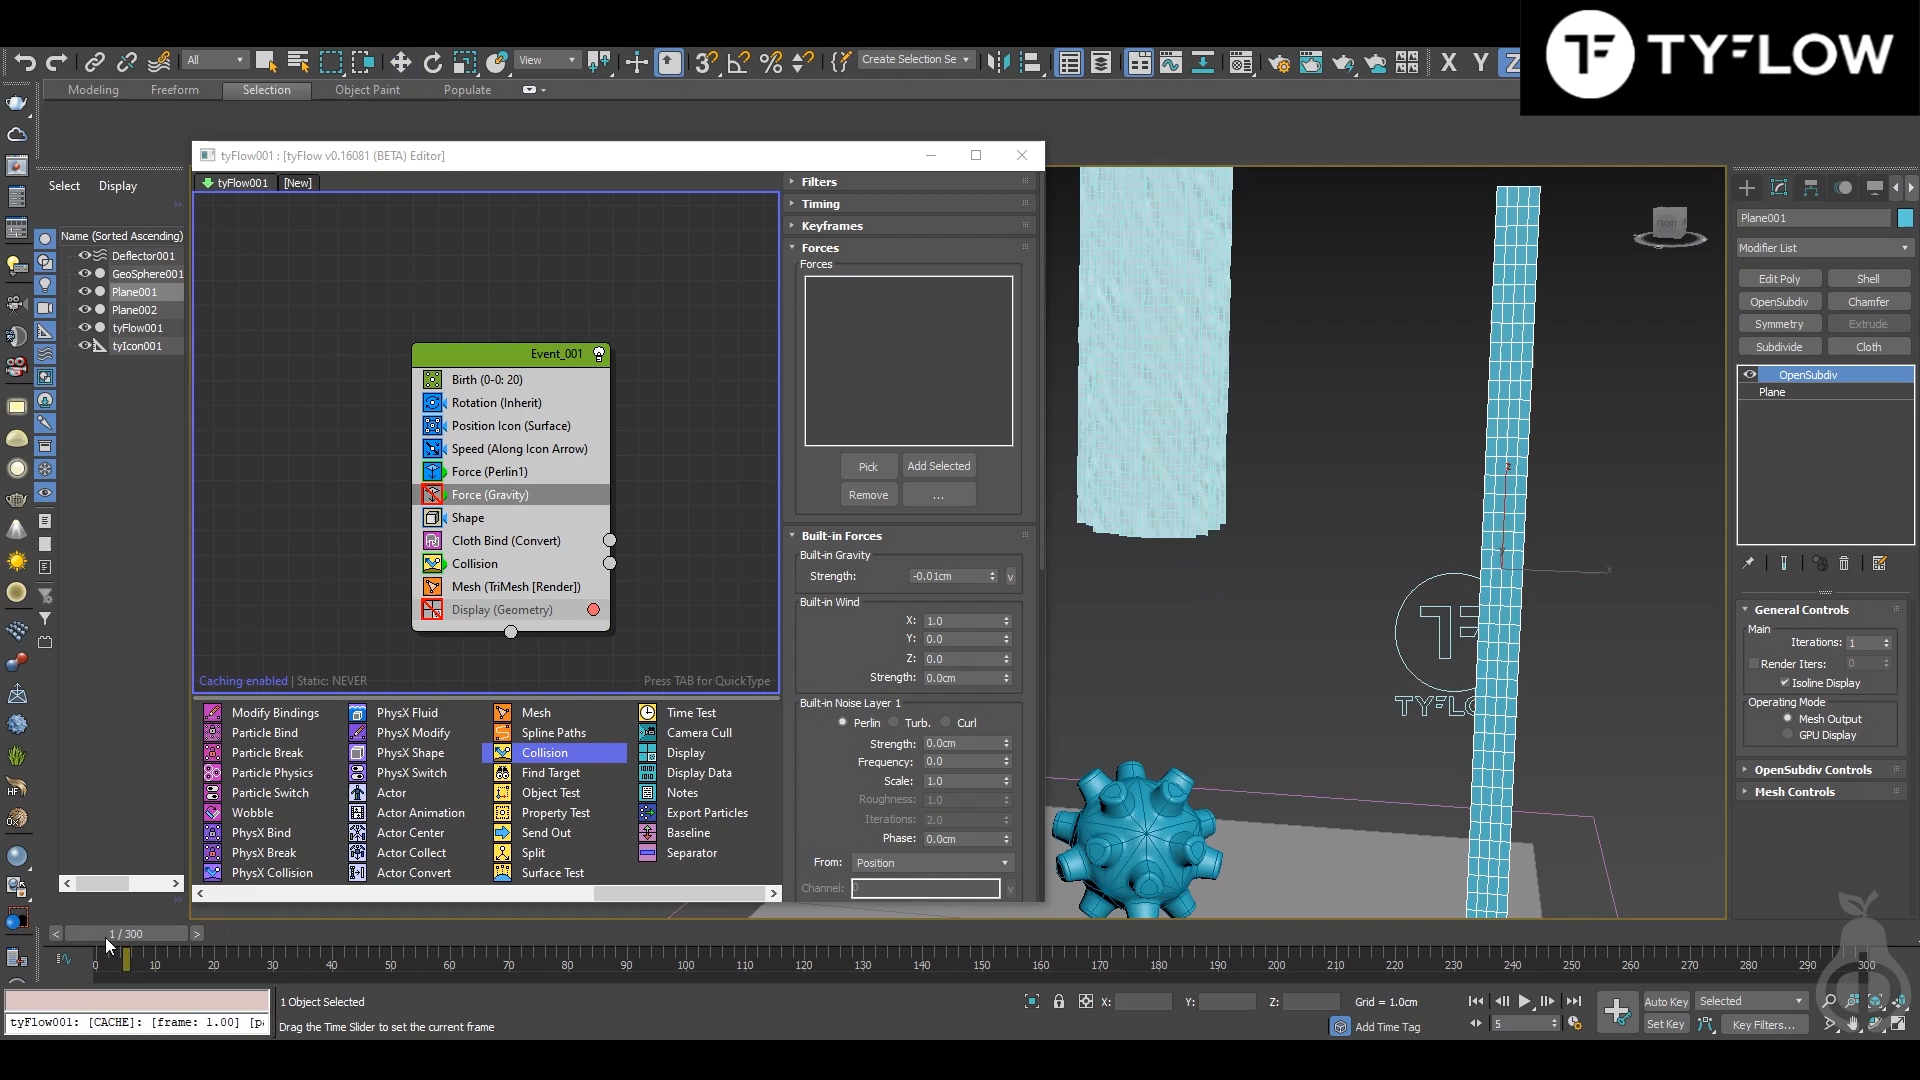 TYFLOW
All
View
Create Selection Se
X Y Z
Modeling Freeform Selection Object Paint Populate
tyFlow001 : [tyFlow v0.16081 (BETA) Editor]
Select Display
tyFlow001 [New]
Name (Sorted Ascending)
Deflector001
GeoSphere001
Plane001
Plane002
tyFlow001
tyIcon001
Event_001
Birth (0-0: 20)
Rotation (Inherit)
Position Icon (Surface)
Speed (Along Icon Arrow)
Force (Perlin1)
Force (Gravity)
Shape
Cloth Bind (Convert)
Collision
Mesh (TriMesh [Render])
Display (Geometry)
Caching enabled | Static: NEVER
Press TAB for QuickType
Modify Bindings PhysX Fluid Mesh Time Test
Particle Bind PhysX Modify Spline Paths Camera Cull
Particle Break PhysX Shape Collision Display
Particle Physics PhysX Switch Find Target Display Data
Particle Switch Actor Object Test Notes
Wobble Actor Animation Property Test Export Particles
PhysX Bind Actor Center Send Out Baseline
PhysX Break Actor Collect Split Separator
PhysX Collision Actor Convert Surface Test
Filters
Timing
Keyframes
Forces
Forces
Pick Add Selected
Remove ...
Built-in Forces
Built-in Gravity
Strength: -0.01cm v
Built-in Wind
X: 1.0
Y: 0.0
Z: 0.0
Strength: 0.0cm
Built-in Noise Layer 1
Perlin Turb. Curl
Strength: 0.0cm
Frequency: 0.0
Scale: 1.0
Roughness: 1.0
Iterations: 2.0
Phase: 0.0cm
From: Position
Channel: 0 v
FRONT
x
TYFLO
Plane001
Modifier List
Edit Poly Shell
OpenSubdiv Chamfer
Symmetry Extrude
Subdivide Cloth
OpenSubdiv
Plane
General Controls
Main
Iterations: 1
Render Iters: 0
Isoline Display
Operating Mode
Mesh Output
GPU Display
OpenSubdiv Controls
Mesh Controls
< 1 / 300 >
0 10 20 30 40 50 60 70 80 90 100 110 120 130 140 150 160 170 180 190 200 210 220 230 240 250 260 270 280 290 300
1 Object Selected
X: Y: Z: Grid = 1.0cm
Auto Key Selected
tyFlow001: [CACHE]: [frame: 1.00]
Drag the Time Slider to set the current frame
Add Time Tag
5
Set Key Key Filters...